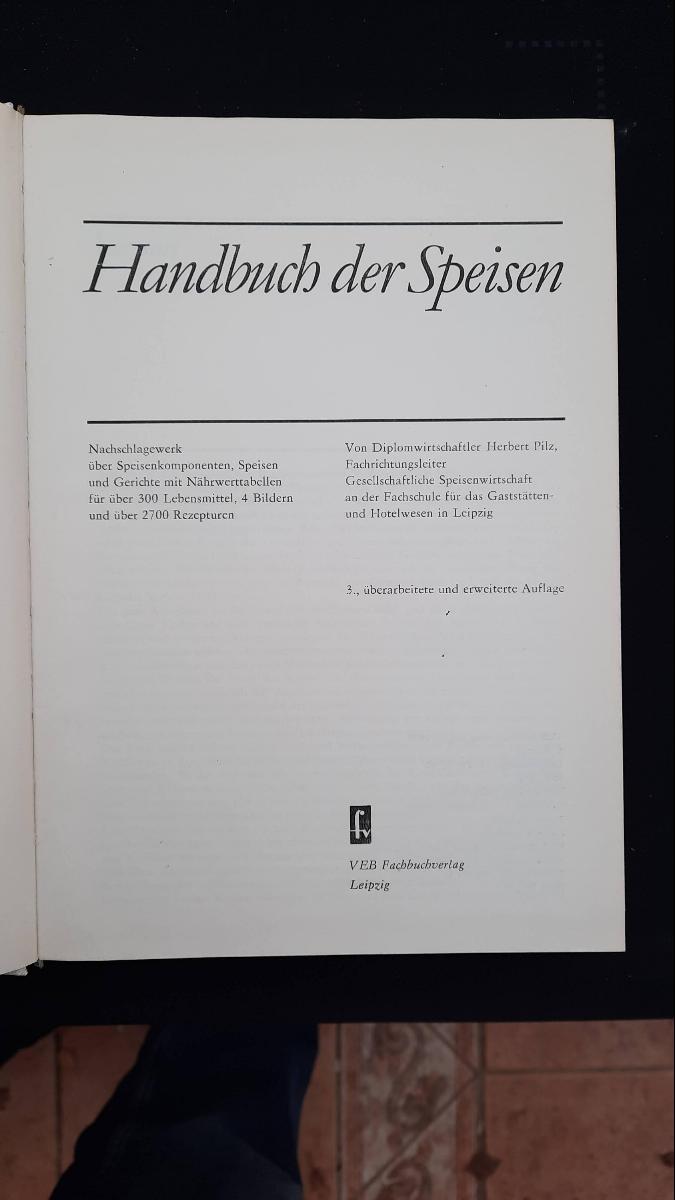 Handbuch der Speisen
Nachschlagewerk
über Speisenkomponenten, Speisen
und Gerichte mit Nährwerttabellen
für über 300 Lebensmittel, 4 Bildern
und über 2700 Rezepturen
Von Diplomwirtschaftler Herbert Pilz,
Fachrichtungsleiter
Gesellschaftliche Speisenwirtschaft
an der Fachschule für das Gaststätten-
und Hotelwesen in Leipzig
3., überarbeitete und erweiterte Auflage
fv
VEB Fachbuchverlag
Leipzig